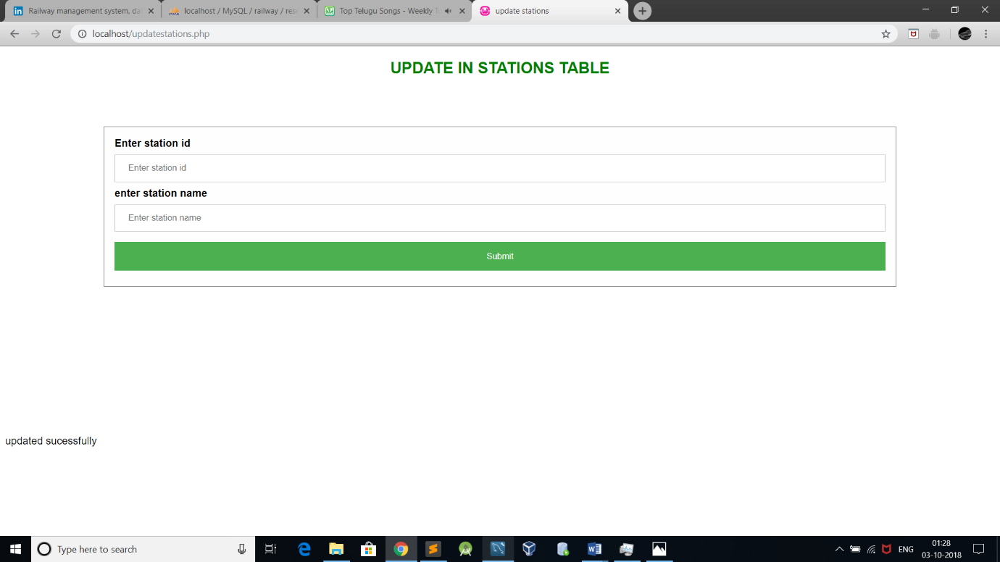 Railway management system, da
localhost / MySQL / railway / rese
Top Telugu Songs - Weekly T
update stations
localhost/updatestations.php
UPDATE IN STATIONS TABLE
Enter station id
Enter station id
enter station name
Enter station name
Submit
updated sucessfully
Type here to search
ENG
01:28
03-10-2018